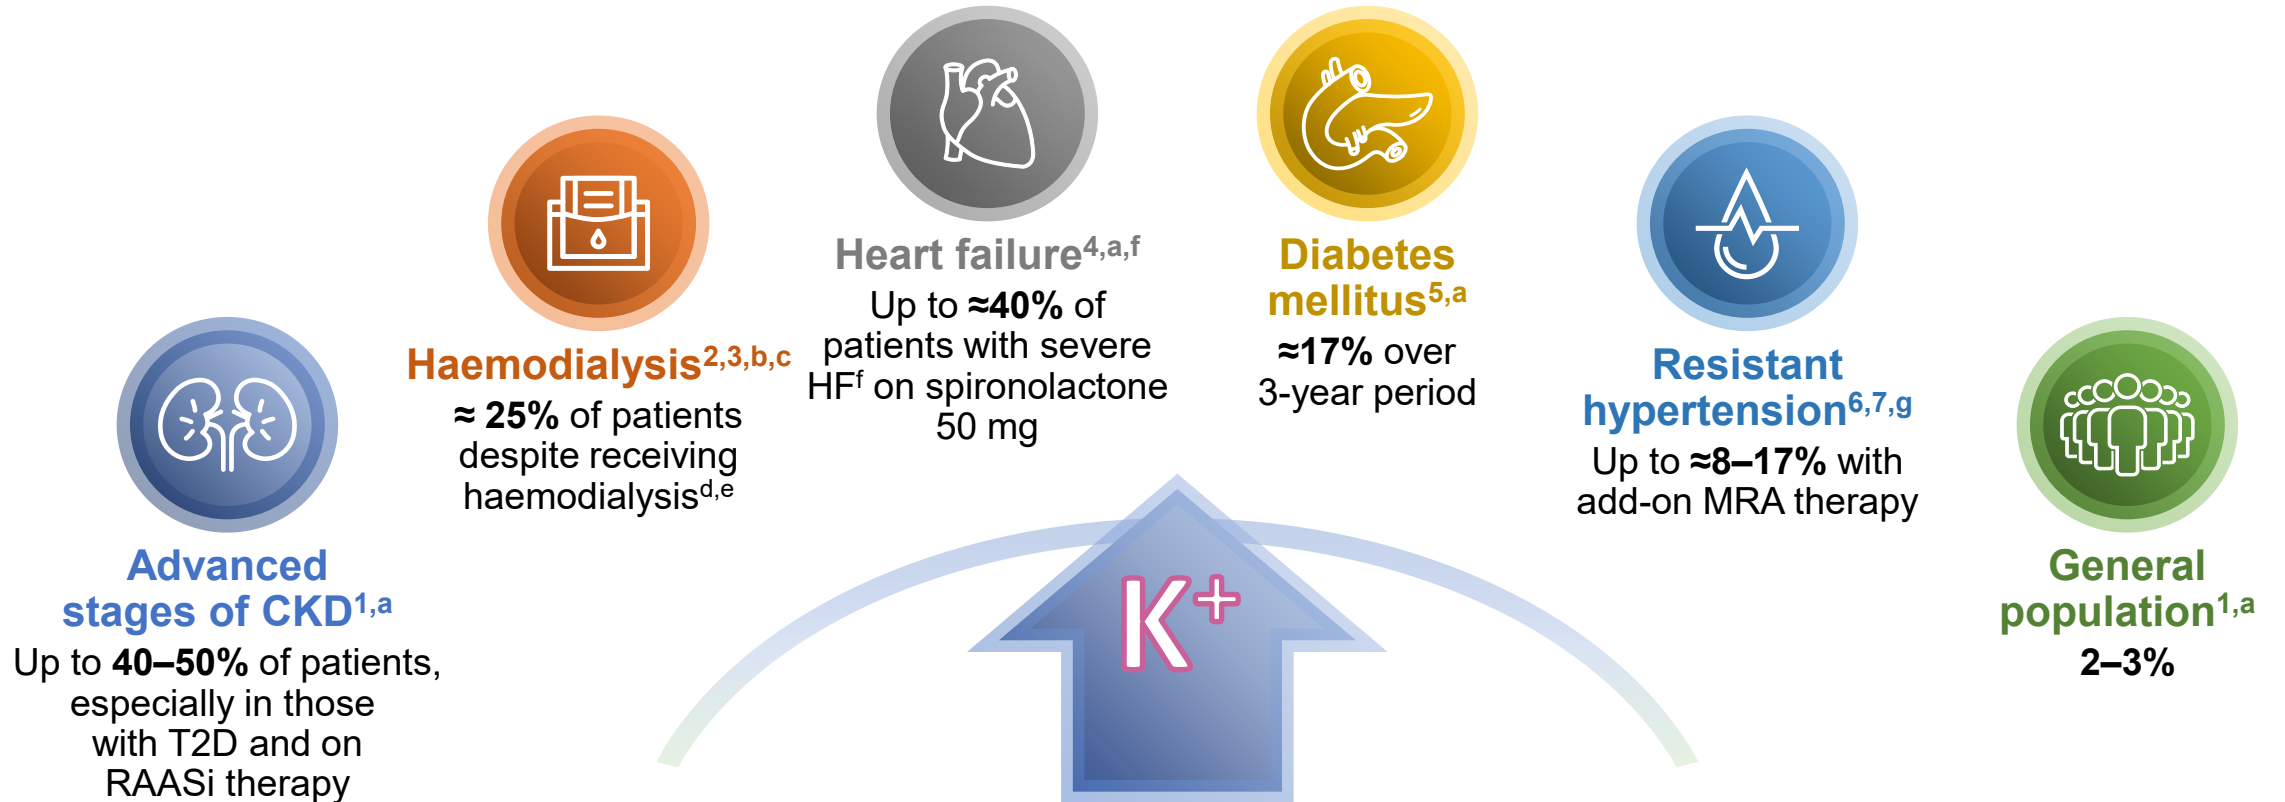 Advanced
stages of CKD1,a
Up to 40–50% of patients,
especially in those
with T2D and on
RAASi therapy
Haemodialysis2,3,b,c
≈ 25% of patients
despite receiving
haemodialysisd,e
Heart failure4,a,f
Up to ≈40% of
patients with severe
HFf on spironolactone
50 mg
Diabetes
mellitus5,a
≈17% over
3-year period
Resistant
hypertension6,7,g
Up to ≈8–17% with
add-on MRA therapy
General
population1,a
2–3%
K+